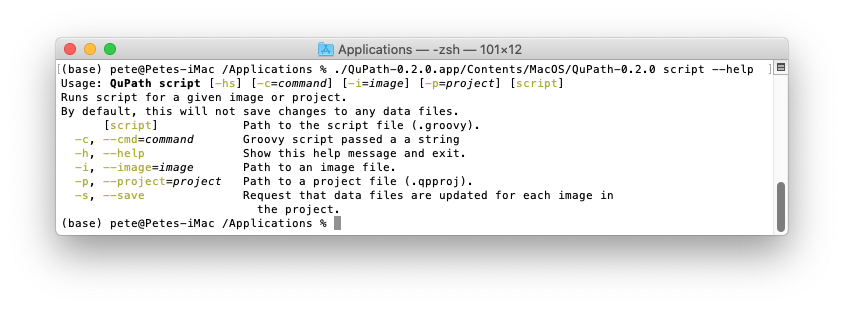 Applications — -zsh — 101×12
(base) pete@Petes-iMac /Applications % ./QuPath-0.2.0.app/Contents/MacOS/QuPath-0.2.0 script --help
Usage: QuPath script [-hs] [-c=command] [-i=image] [-p=project] [script]
Runs script for a given image or project.
By default, this will not save changes to any data files.
[script] Path to the script file (.groovy).
-c, --cmd=command Groovy script passed a a string
-h, --help Show this help message and exit.
-i, --image=image Path to an image file.
-p, --project=project Path to a project file (.qpproj).
-s, --save Request that data files are updated for each image in
the project.
(base) pete@Petes-iMac /Applications %